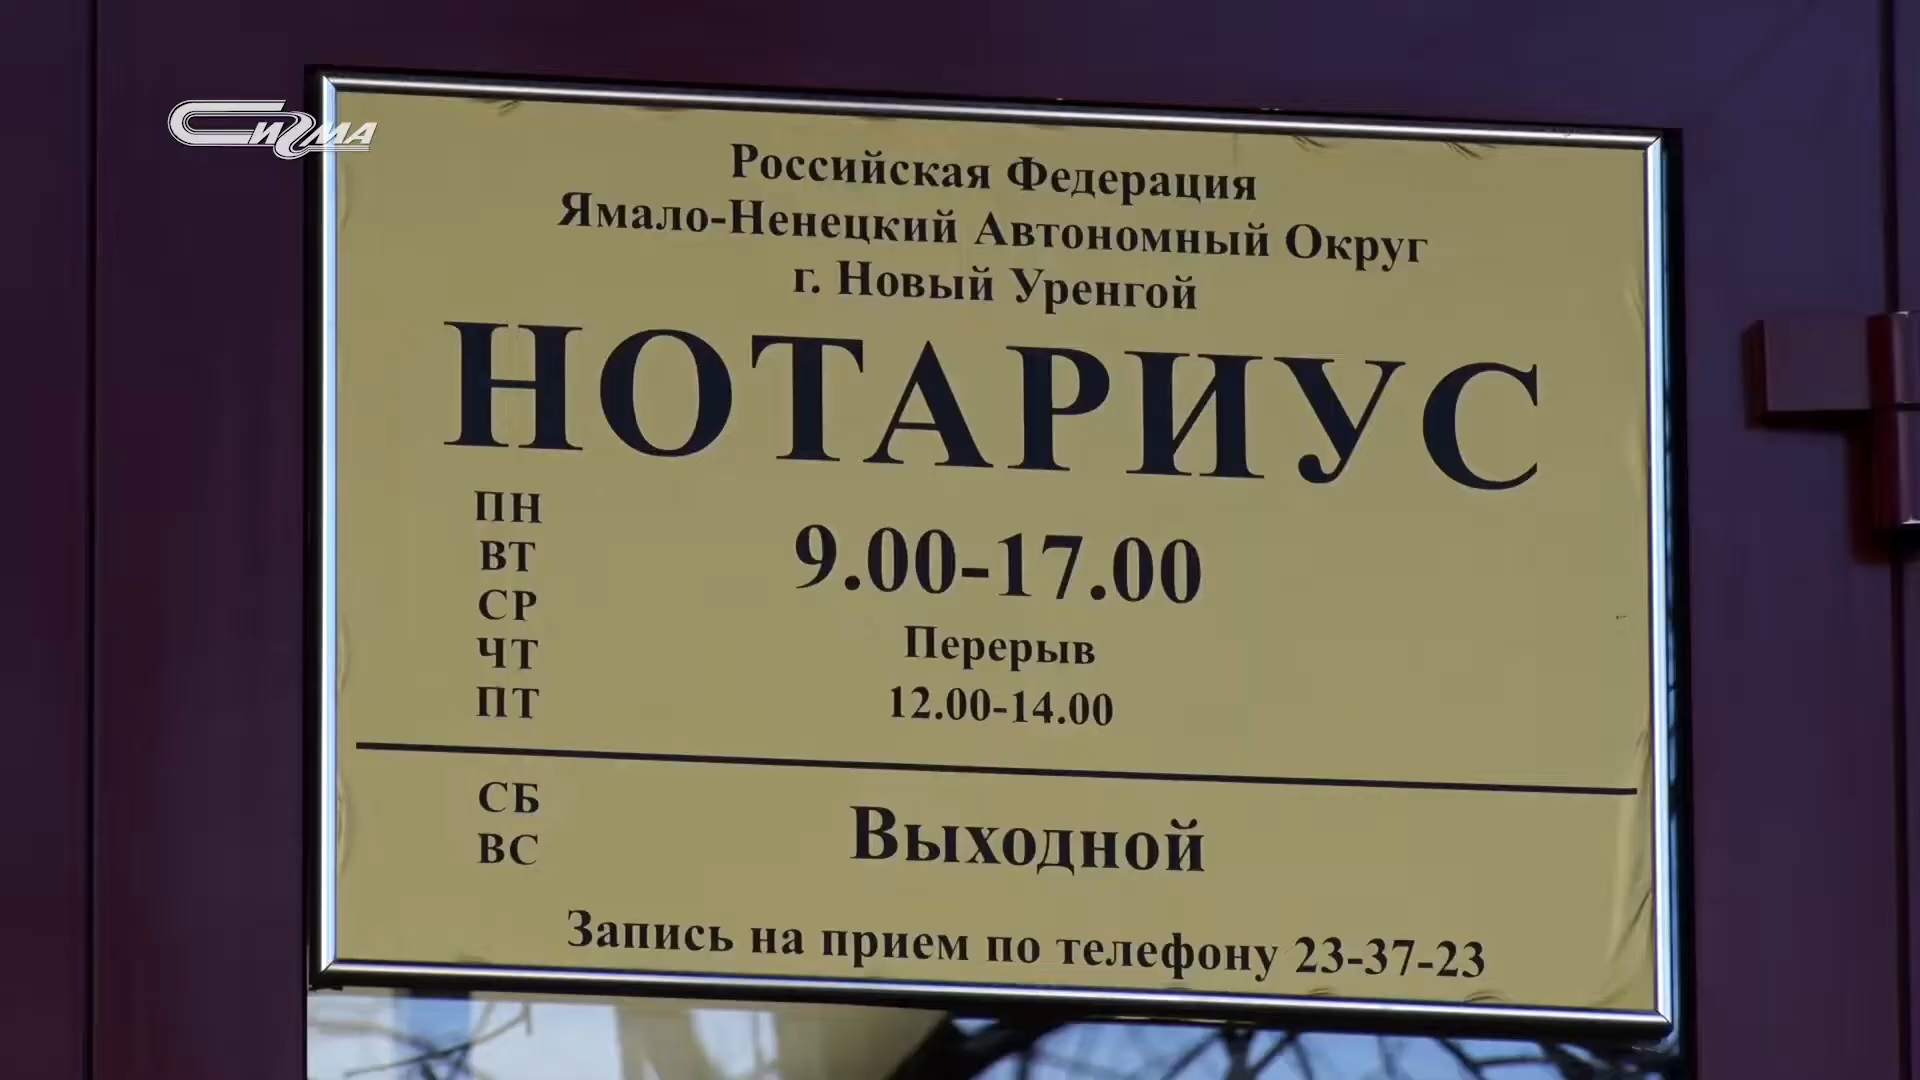 СИГМА
Российская Федерация
Ямало-Ненецкий Автономный Округ
г. Новый Уренгой
НОТАРИУС
ПН
ВТ
СР
ЧТ
ПТ
9.00-17.00
Перерыв
12.00-14.00
СБ
ВС
Выходной
Запись на прием по телефону 23-37-23